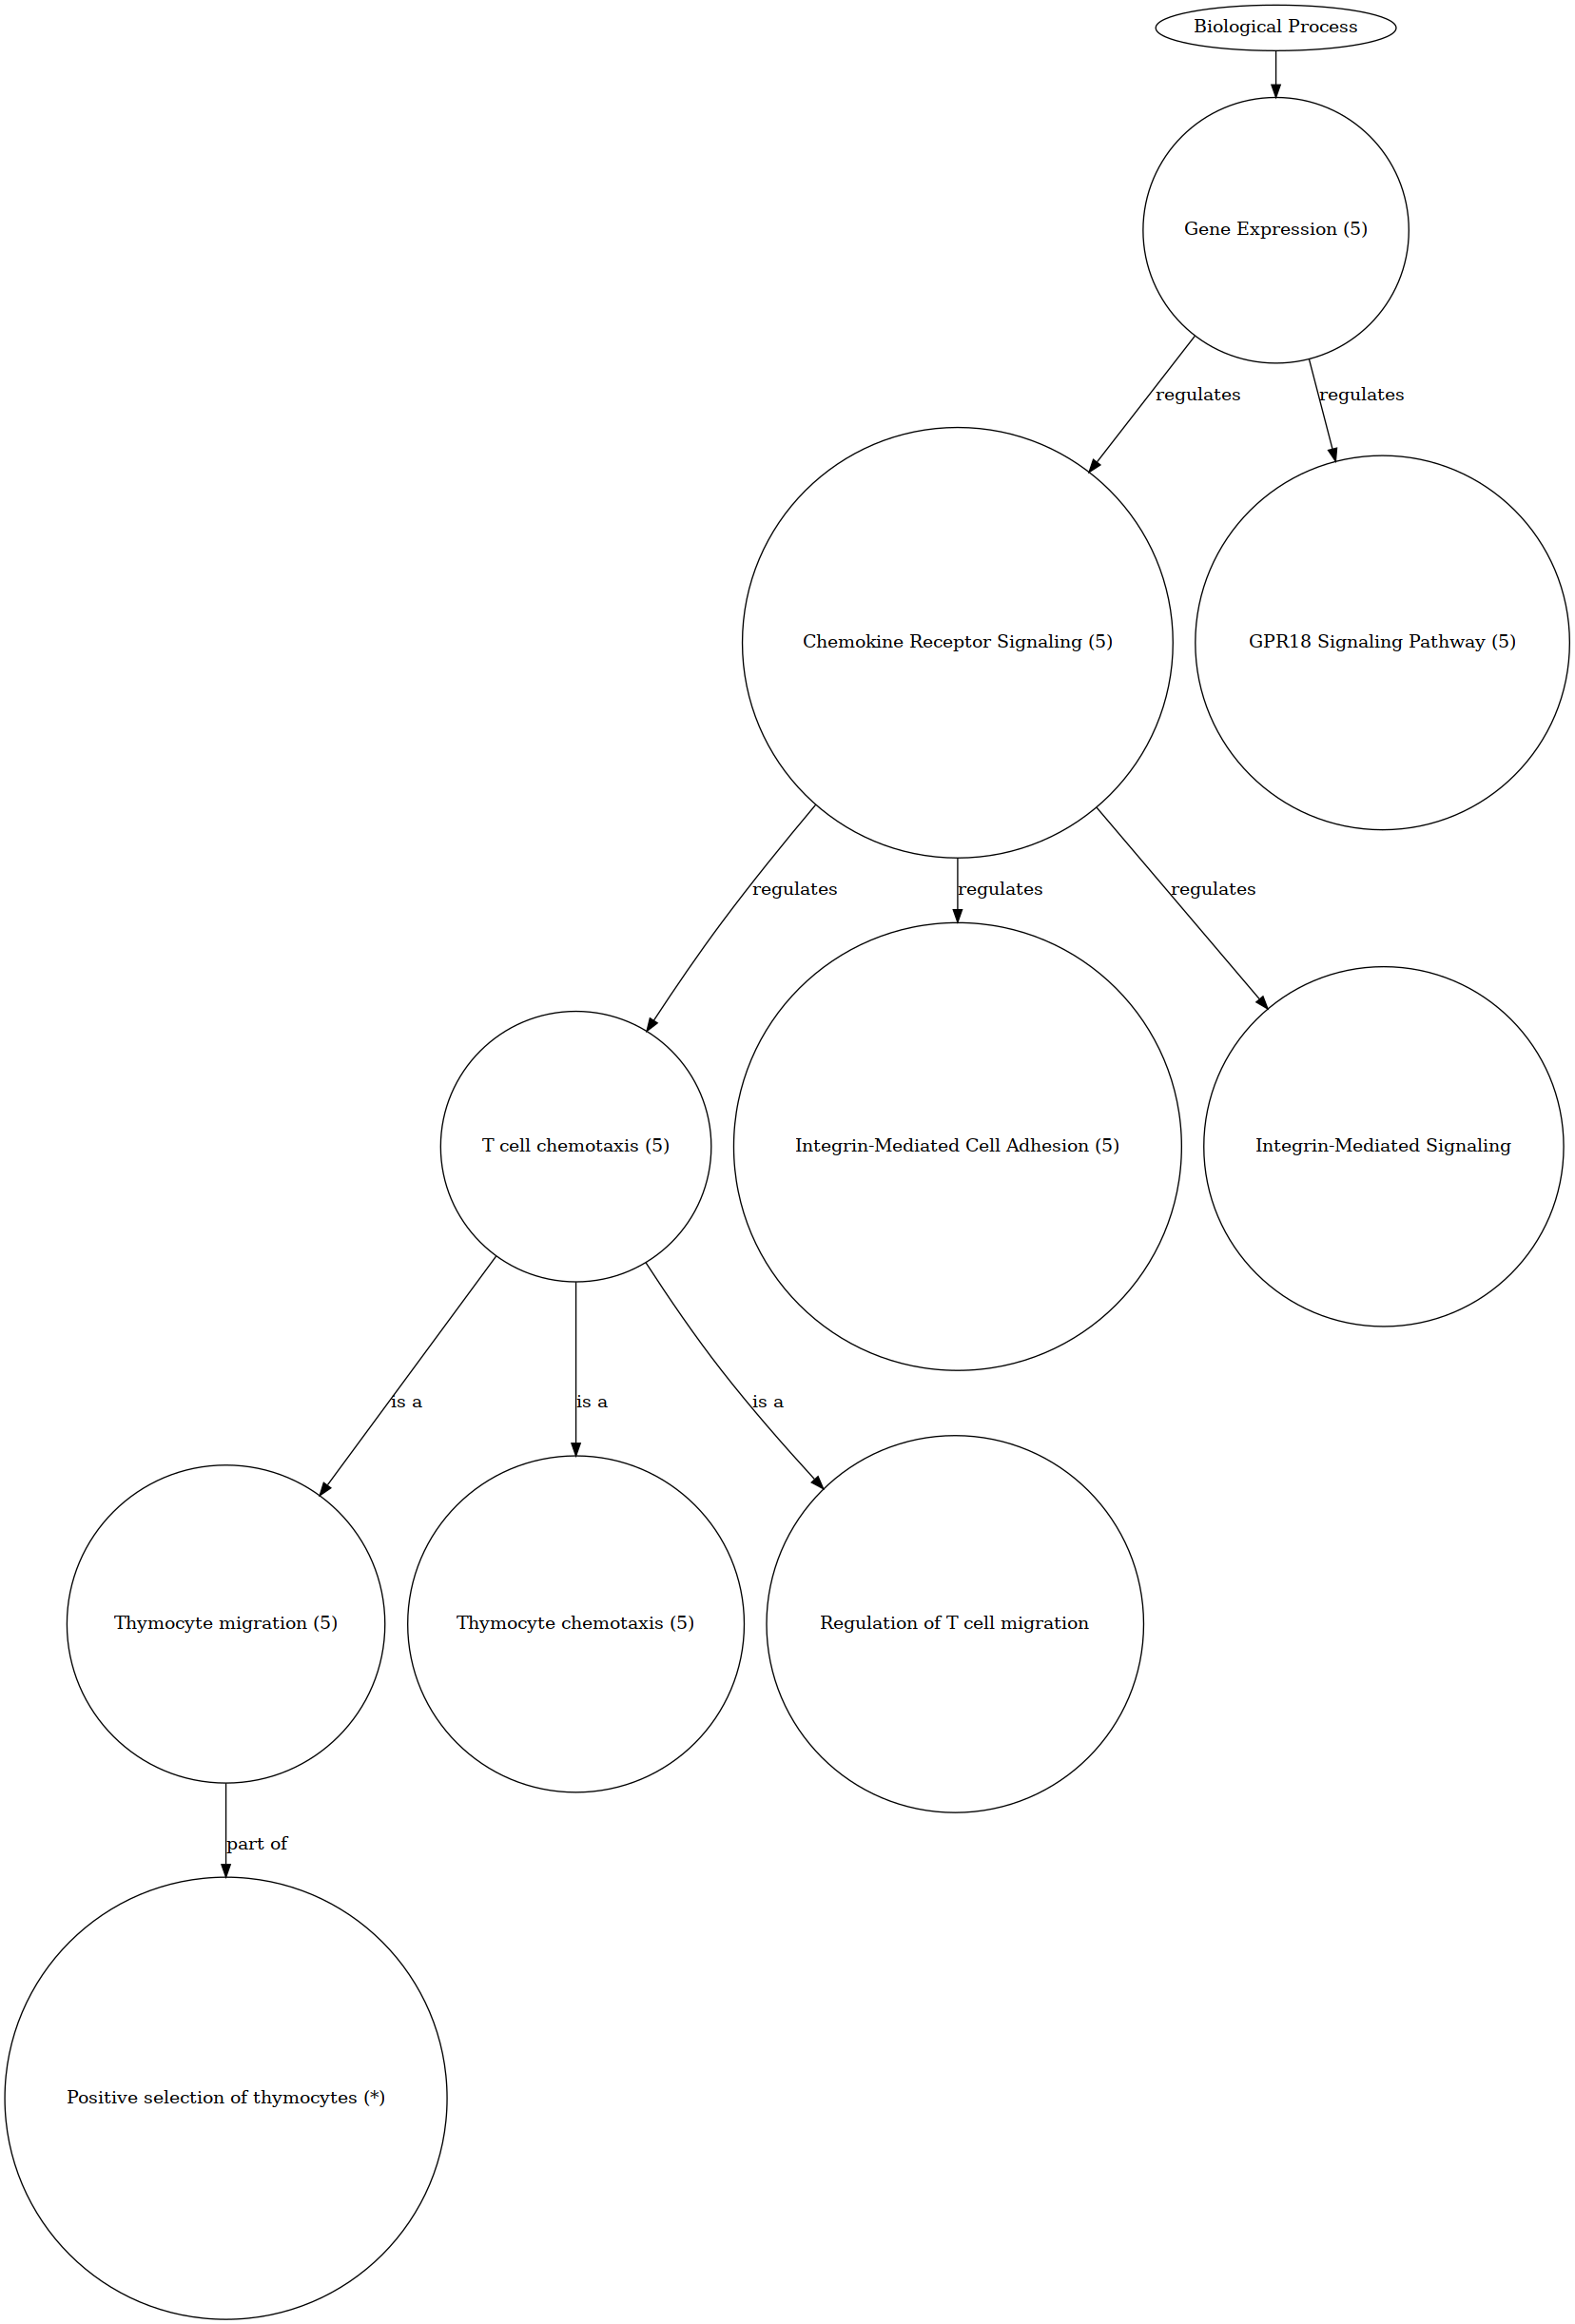 Biological Process
Gene Expression (5)
regulates
regulates
Chemokine Receptor Signaling (5)
GPR18 Signaling Pathway (5)
regulates
regulates
regulates
T cell chemotaxis (5)
Integrin-Mediated Cell Adhesion (5)
Integrin-Mediated Signaling
is a
is a
is a
Thymocyte migration (5)
Thymocyte chemotaxis (5)
Regulation of T cell migration
part of
Positive selection of thymocytes (*)